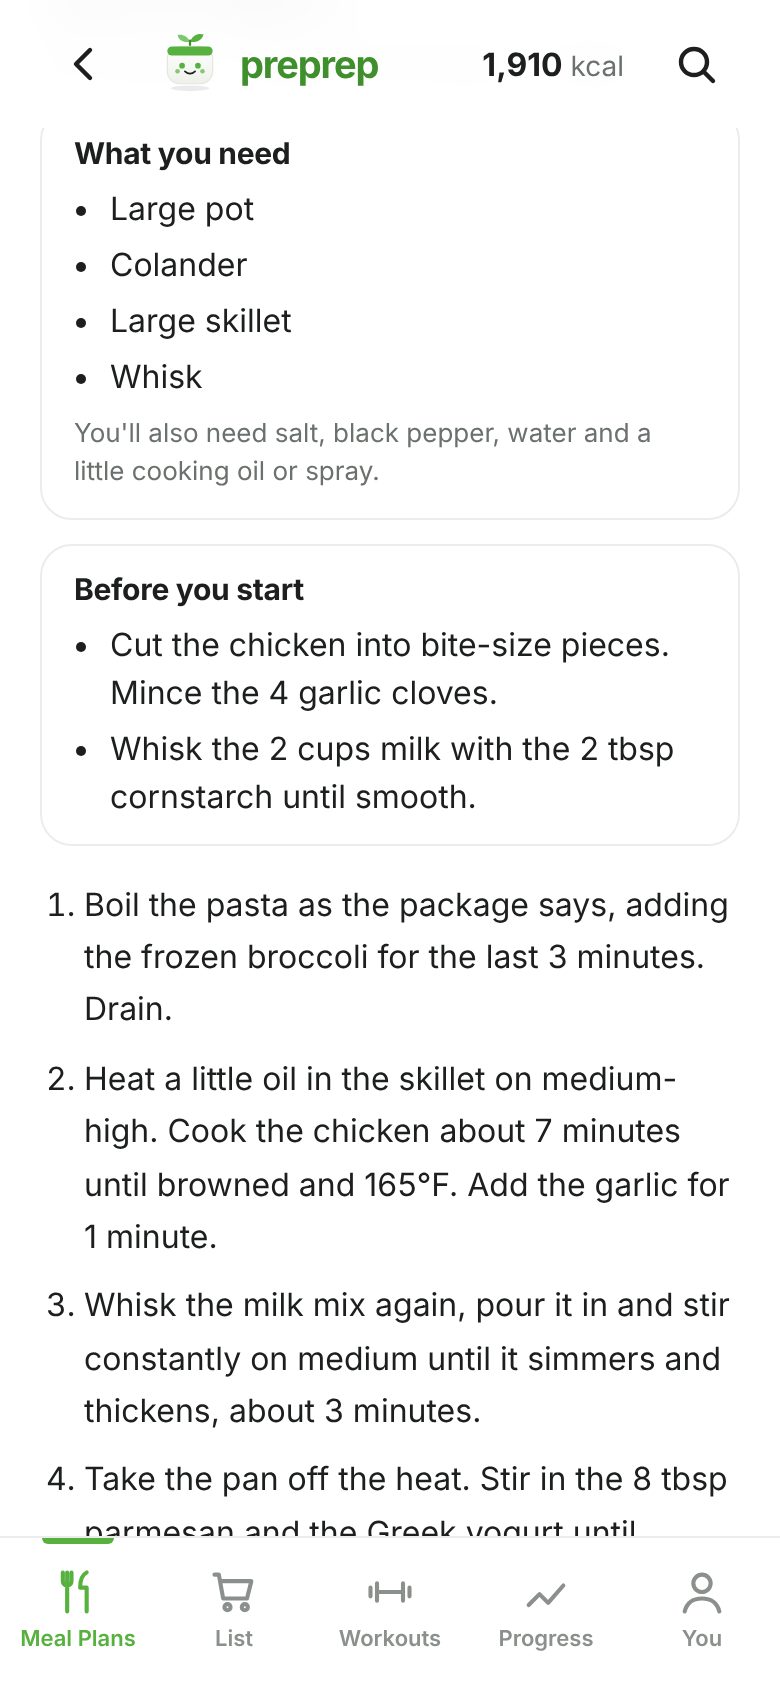 preprep
1,910 kcal
What you need
• Large pot
• Colander
• Large skillet
• Whisk
You'll also need salt, black pepper, water and a
little cooking oil or spray.
Before you start
• Cut the chicken into bite-size pieces.
Mince the 4 garlic cloves.
• Whisk the 2 cups milk with the 2 tbsp
cornstarch until smooth.
1. Boil the pasta as the package says, adding
the frozen broccoli for the last 3 minutes.
Drain.
2. Heat a little oil in the skillet on medium-
high. Cook the chicken about 7 minutes
until browned and 165°F. Add the garlic for
1 minute.
3. Whisk the milk mix again, pour it in and stir
constantly on medium until it simmers and
thickens, about 3 minutes.
4. Take the pan off the heat. Stir in the 8 tbsp
parmesan and the Greek yogurt until
Meal Plans
List
Workouts
Progress
You